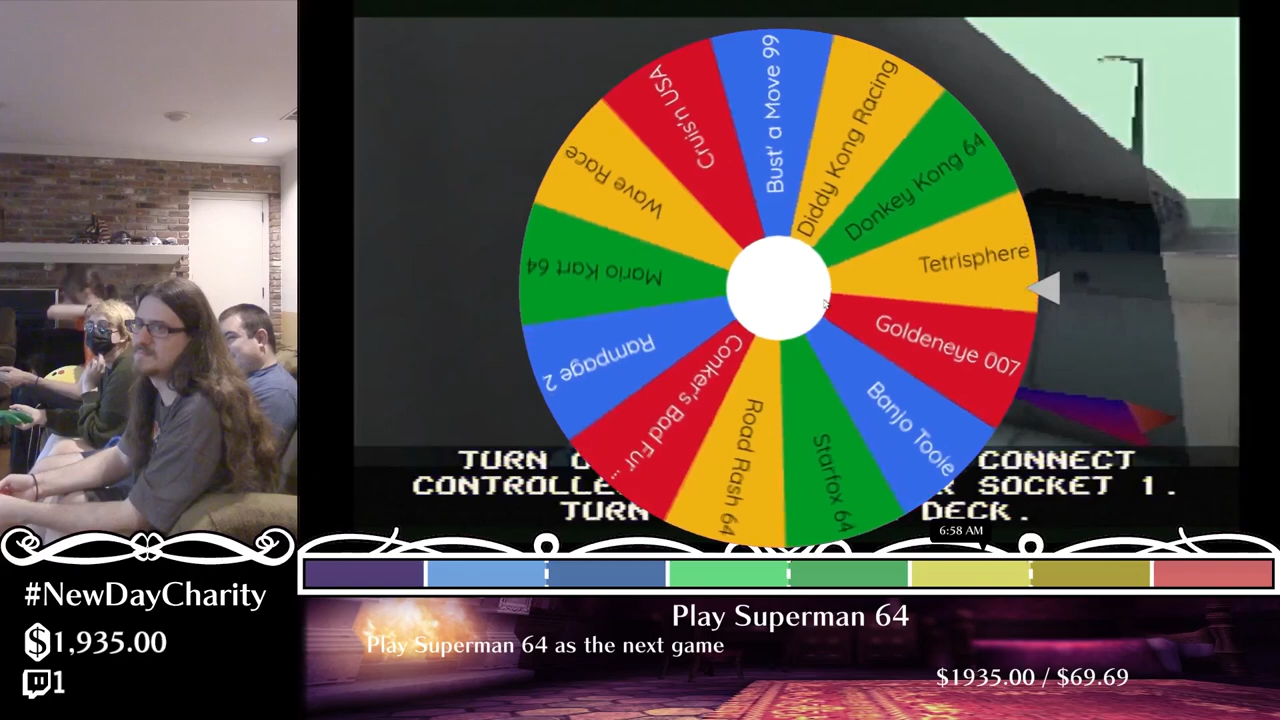 Cruis'n USA
Bust' a Move 99
Diddy Kong Racing
Donkey Kong 64
Tetrisphere
Goldeneye 007
Banjo Tooie
Starfox 64
Road Rash 64
Conker's Bad Fur ...
Rampage 2
Mario Kart 64
Wave Race
TURN CONNECT
CONTROLLE SOCKET 1.
TURN DECK.
6:58 AM
#NewDayCharity
$1,935.00
1
Play Superman 64
Play Superman 64 as the next game
$1935.00 / $69.69